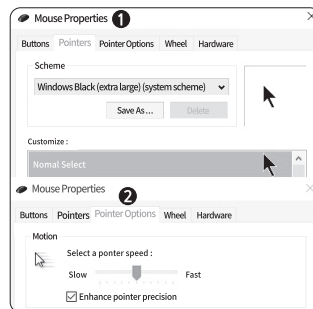 Mouse Properties 1
Buttons Pointers Pointer Options Wheel Hardware
Scheme
Windows Black (extra large) (system scheme)
Save As ... Delete
Customize :
Nomal Select
Mouse Properties
2
Buttons Pointers Pointer Options Wheel Hardware
Motion
Select a ponter speed :
Slow Fast
Enhance pointer precision